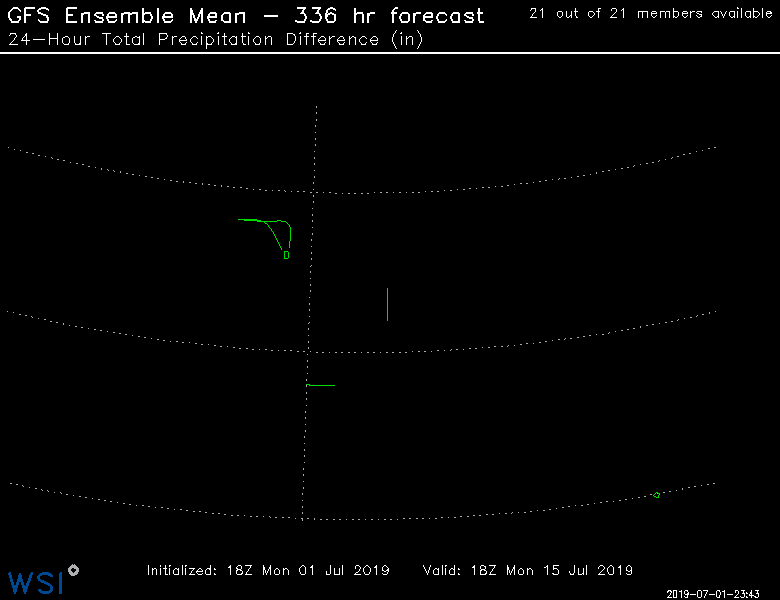 GFS Ensemble Mean – 336 hr forecast
21 out of 21 members available
24–Hour Total Precipitation Difference (in)
D
WSI
Initialized: 18Z Mon 01 Jul 2019 Valid: 18Z Mon 15 Jul 2019
2019-07-01-23:43